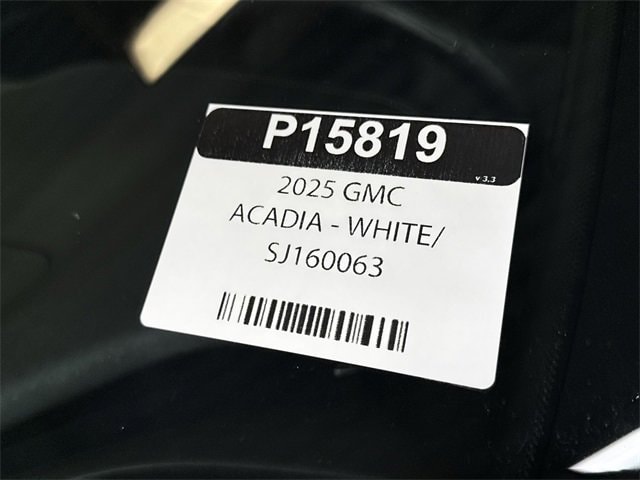 P15819
v 3.3
2025 GMC
ACADIA - WHITE/
SJ160063